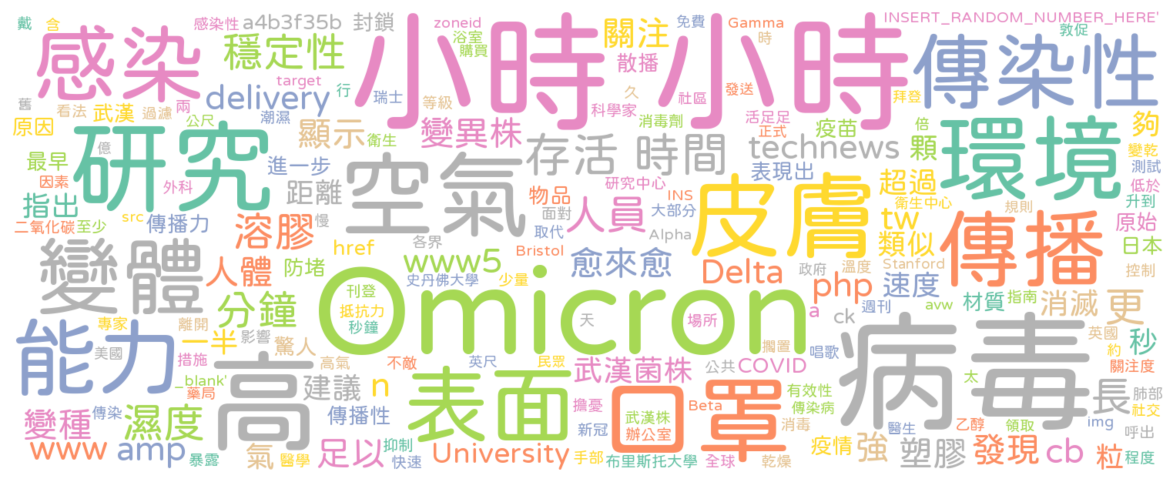 戴 含 感染性 a4b3f35b 封鎖 zoneid 浴室 購買 免費 Gamma 時 INSERT_RANDOM_NUMBER_HERE'
感染 穩定性 小時 小時 關注 傳染性 敦促
target 散播 發送 拜登
舊 看法 武漢 過濾 兩 delivery 行 瑞士 等級 久 科學家 社區 活足足 倍
原因 公尺 潮濕 顯示 衛生 變異株 消毒劑 正式 疫苗 顆 環境 夠
億 研究 空氣 存活 時間 technews 變乾
最早 進一步 研究中心 INS 表現出 測試
因素 外科 距離 物品 皮膚 超過 低於
指出 src 傳播力 慢 面對 人員 大部分 衛生中心 升到
二氧化碳 至少 溶膠 取代 Alpha tw 規則 原始
變體 href 各界 Bristol 政府 類似 傳播 日本
人體 防堵 www5 愈來愈 Delta 溫度 Stanford 控制
史丹佛大學 少量 php 速度
分鐘 刊登 抵抗力 秒鐘 Omicron 天 場所 a 週刊 avw 材質 指南 消滅 更
能力 專家 離開 一半 影響 ck 英國 秒
美國 措施 驚人 擱置 唱歌 約 關注度
_blank' 高 高氣 不敵 英尺 民眾 公共 COVID 病毒 太 肺部
藥局 建議 n 表面 武漢菌株 有效性 長 社交
變種 傳染 傳播性 擔憂 武漢株 Beta 傳染病 乙醇 領取 img
濕度 辦公室 口罩 消毒 醫生 呼出
www amp 氣 抑制 新冠 疫情 強 發現 cb
暴露 醫學 足以 快速 University 手部 布里斯托大學 全球 乾燥 塑膠 粒 程度